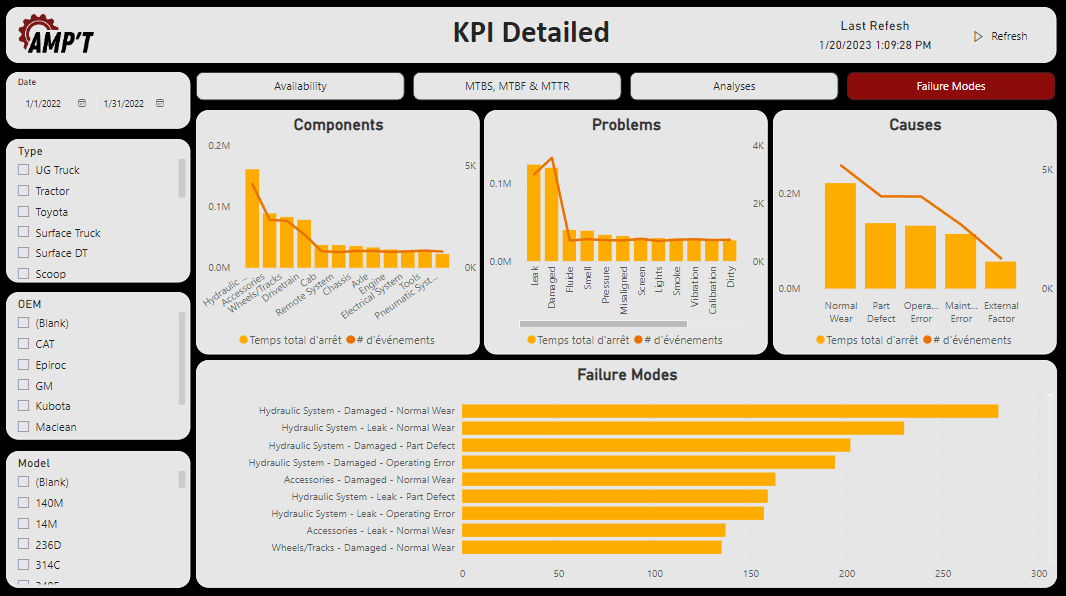 AMP'T
KPI Detailed
Last Refesh
1/20/2023 1:09:28 PM
Refresh
Date
1/1/2022
1/31/2022
Availability
MTBS, MTBF & MTTR
Analyses
Failure Modes
Type
UG Truck
Tractor
Toyota
Surface Truck
Surface DT
Scoop
OEM
(Blank)
CAT
Epiroc
GM
Kubota
Maclean
Model
(Blank)
140M
14M
236D
314C
Components
0.2M
0.1M
0.0M
5K
0K
Hydraulic ...
Accessories
Wheels/Tracks
Drivetrain
Cab
Remote System
Chassis
Axle
Engine
Electrical System
Tools
Pneumatic Syst...
Temps total d'arrêt
# d'événements
Problems
0.1M
0.0M
4K
2K
0K
Leak
Damaged
Fluide
Smell
Pressure
Misaligned
Screen
Lights
Smoke
Vibration
Calibration
Dirty
Temps total d'arrêt
# d'événements
Causes
0.2M
0.0M
5K
0K
Normal
Wear
Part
Defect
Opera...
Error
Maint...
Error
External
Factor
Temps total d'arrêt
# d'événements
Failure Modes
Hydraulic System - Damaged - Normal Wear
Hydraulic System - Leak - Normal Wear
Hydraulic System - Damaged - Part Defect
Hydraulic System - Damaged - Operating Error
Accessories - Damaged - Normal Wear
Hydraulic System - Leak - Part Defect
Hydraulic System - Leak - Operating Error
Accessories - Leak - Normal Wear
Wheels/Tracks - Damaged - Normal Wear
0
50
100
150
200
250
300